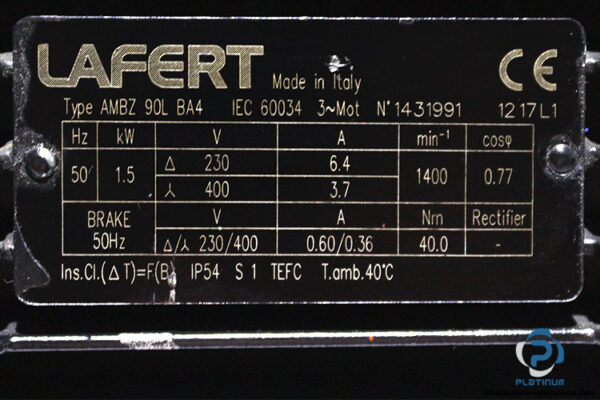 LAFERT
Made in Italy
CE
Type AMBZ 90L BA4 IEC 60034 3~Mot N° 1431991 1217L1
Hz kW V A min⁻¹ cosφ
50 1.5 Δ 230 6.4 1400 0.77
⅄ 400 3.7
BRAKE 50Hz V A Nm Rectifier
Δ/⅄ 230/400 0.60/0.36 40.0 -
Ins.Cl.(ΔT)=F(B) IP54 S1 TEFC T.amb.40°C
PLATINUM